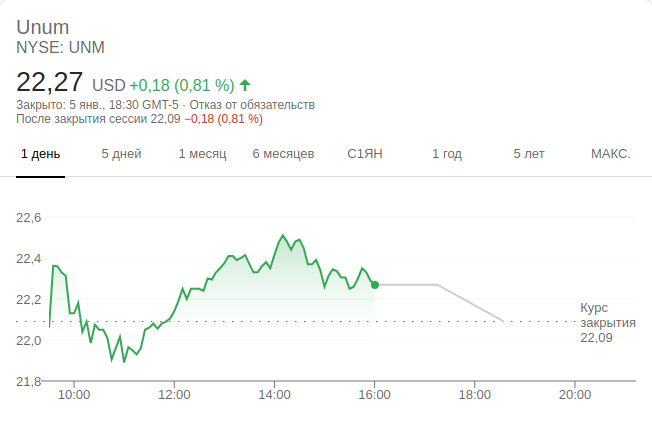 Unum
NYSE: UNM
22,27 USD +0,18 (0,81 %)
Закрыто: 5 янв., 18:30 GMT-5 · Отказ от обязательств
После закрытия сессии 22,09 −0,18 (0,81 %)
1 день 5 дней 1 месяц 6 месяцев С1ЯН 1 год 5 лет МАКС.
22,6
22,4
22,2
22,0
21,8
Курс
закрытия
22,09
10:00 12:00 14:00 16:00 18:00 20:00